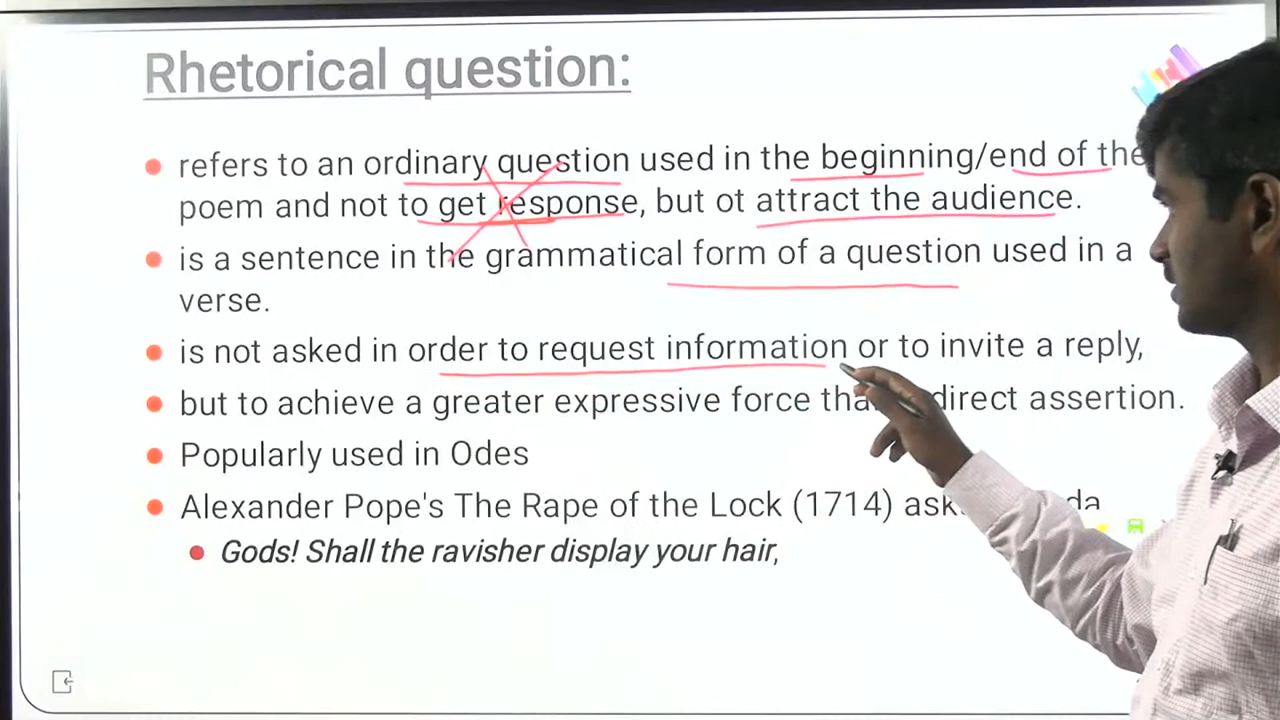 Rhetorical question:
refers to an ordinary question used in the beginning/end of the
poem and not to get response, but ot attract the audience.
is a sentence in the grammatical form of a question used in a
verse.
is not asked in order to request information or to invite a reply,
but to achieve a greater expressive force direct assertion.
Popularly used in Odes
Alexander Pope's The Rape of the Lock (1714)
Gods! Shall the ravisher display your hair,